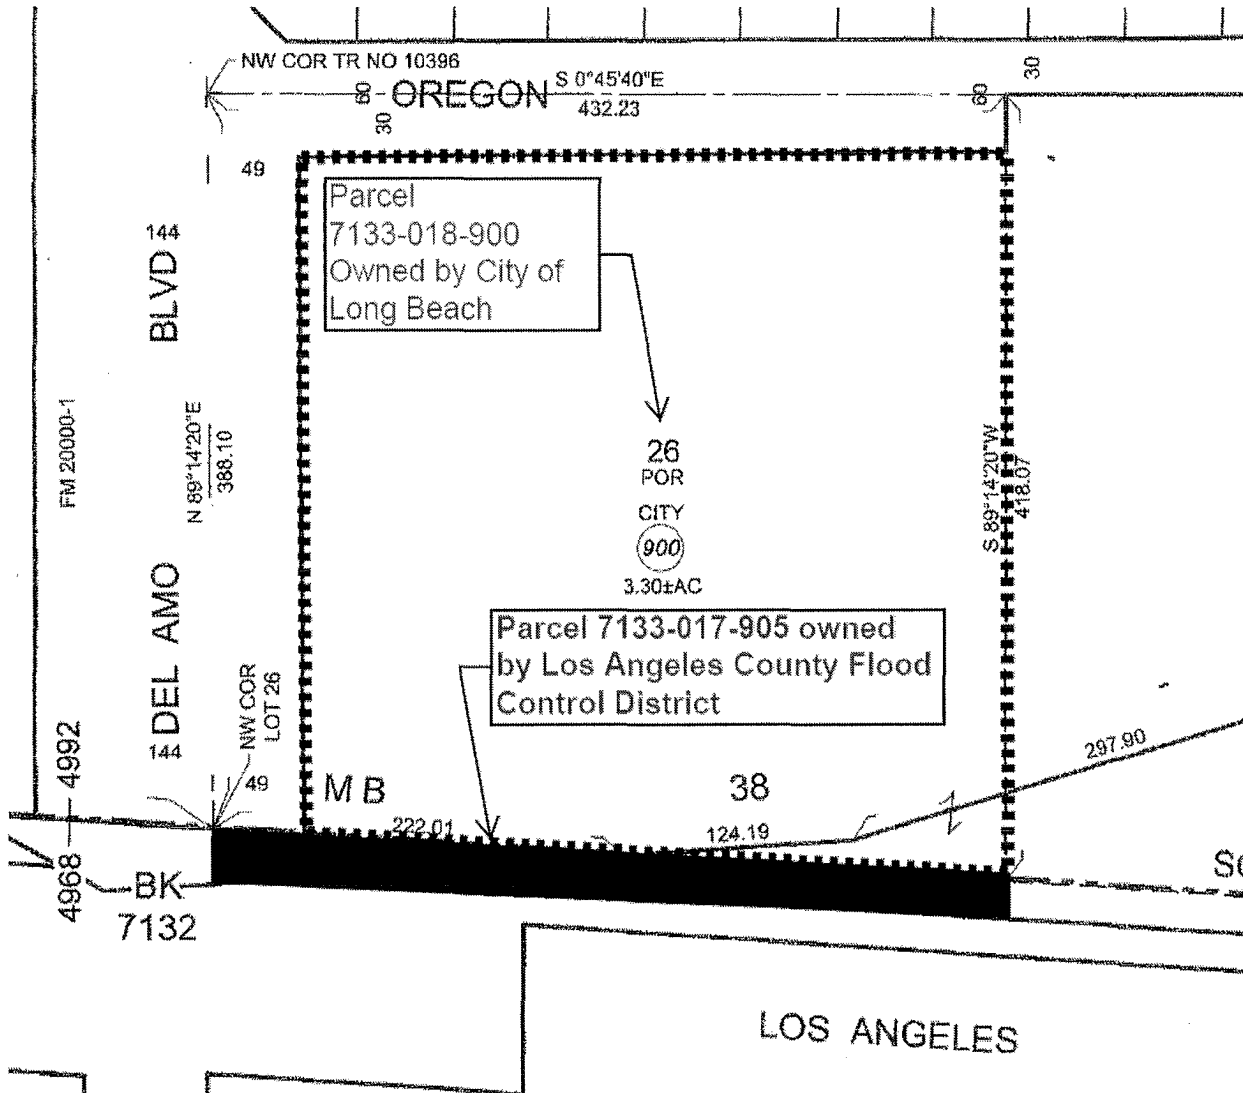 NW COR TR NO 10396
OREGON
S 0°45'40"E
432.23
60
30
60
30
49
Parcel
7133-018-900
Owned by City of
Long Beach
144
BLVD
FM 20000-1
N 89°14'20"E
388.10
26
POR
CITY
900
3.30±AC
S 89°14'20"W
418.07
Parcel 7133-017-905 owned
by Los Angeles County Flood
Control District
DEL AMO
144
NW COR
LOT 26
49
4992
4968
M B
38
222.01
124.19
297.90
BK
7132
LOS ANGELES